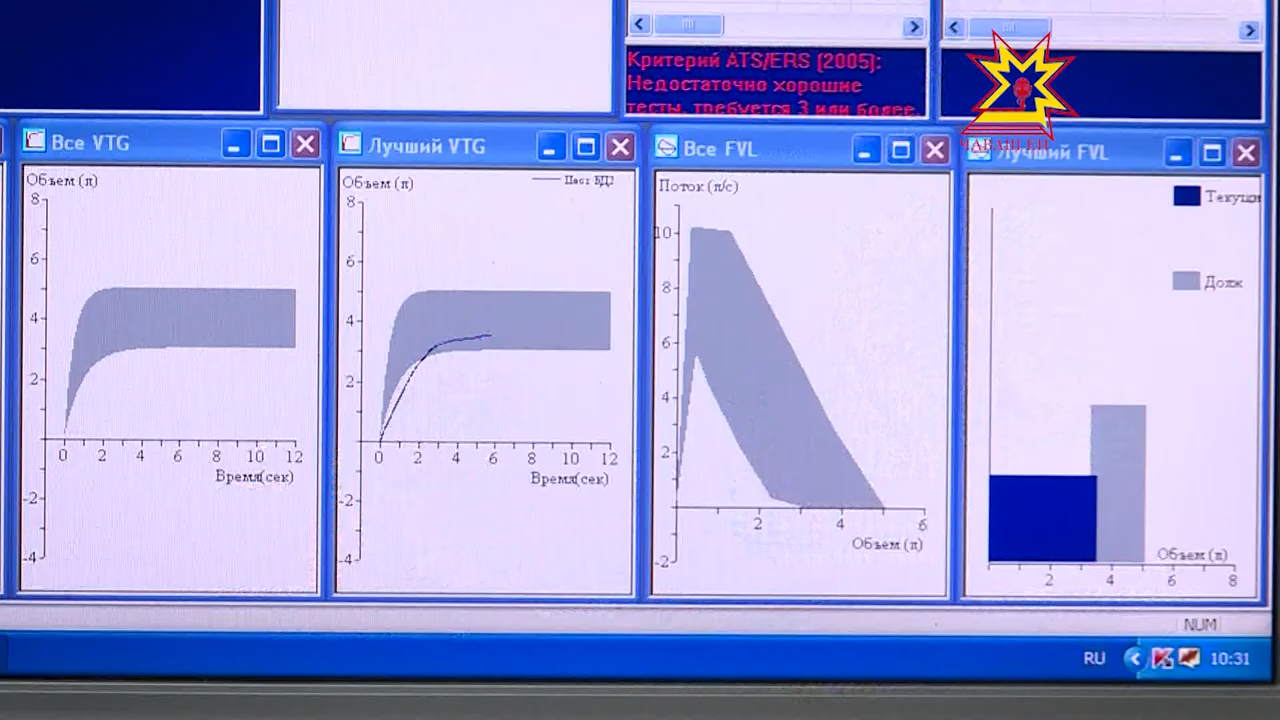 Критерий ATS/ERS (2005):
Недостаточно хорошие
тесты, требуется 3 или более.
Все VTG
Объем (л)
8
6
4
2
-2
-4
0 2 4 6 8 10 12
Время(сек)
Лучший VTG
Объем (л)
8
6
4
2
-2
-4
0 2 4 6 8 10 12
Время(сек)
Все FVL
Поток (л/с)
10
8
6
4
2
-2
2 4 6
Объем (л)
Лучший FVL
Текущи
Долж
Объем (л)
2 4 6 8
NUM
RU
10:31